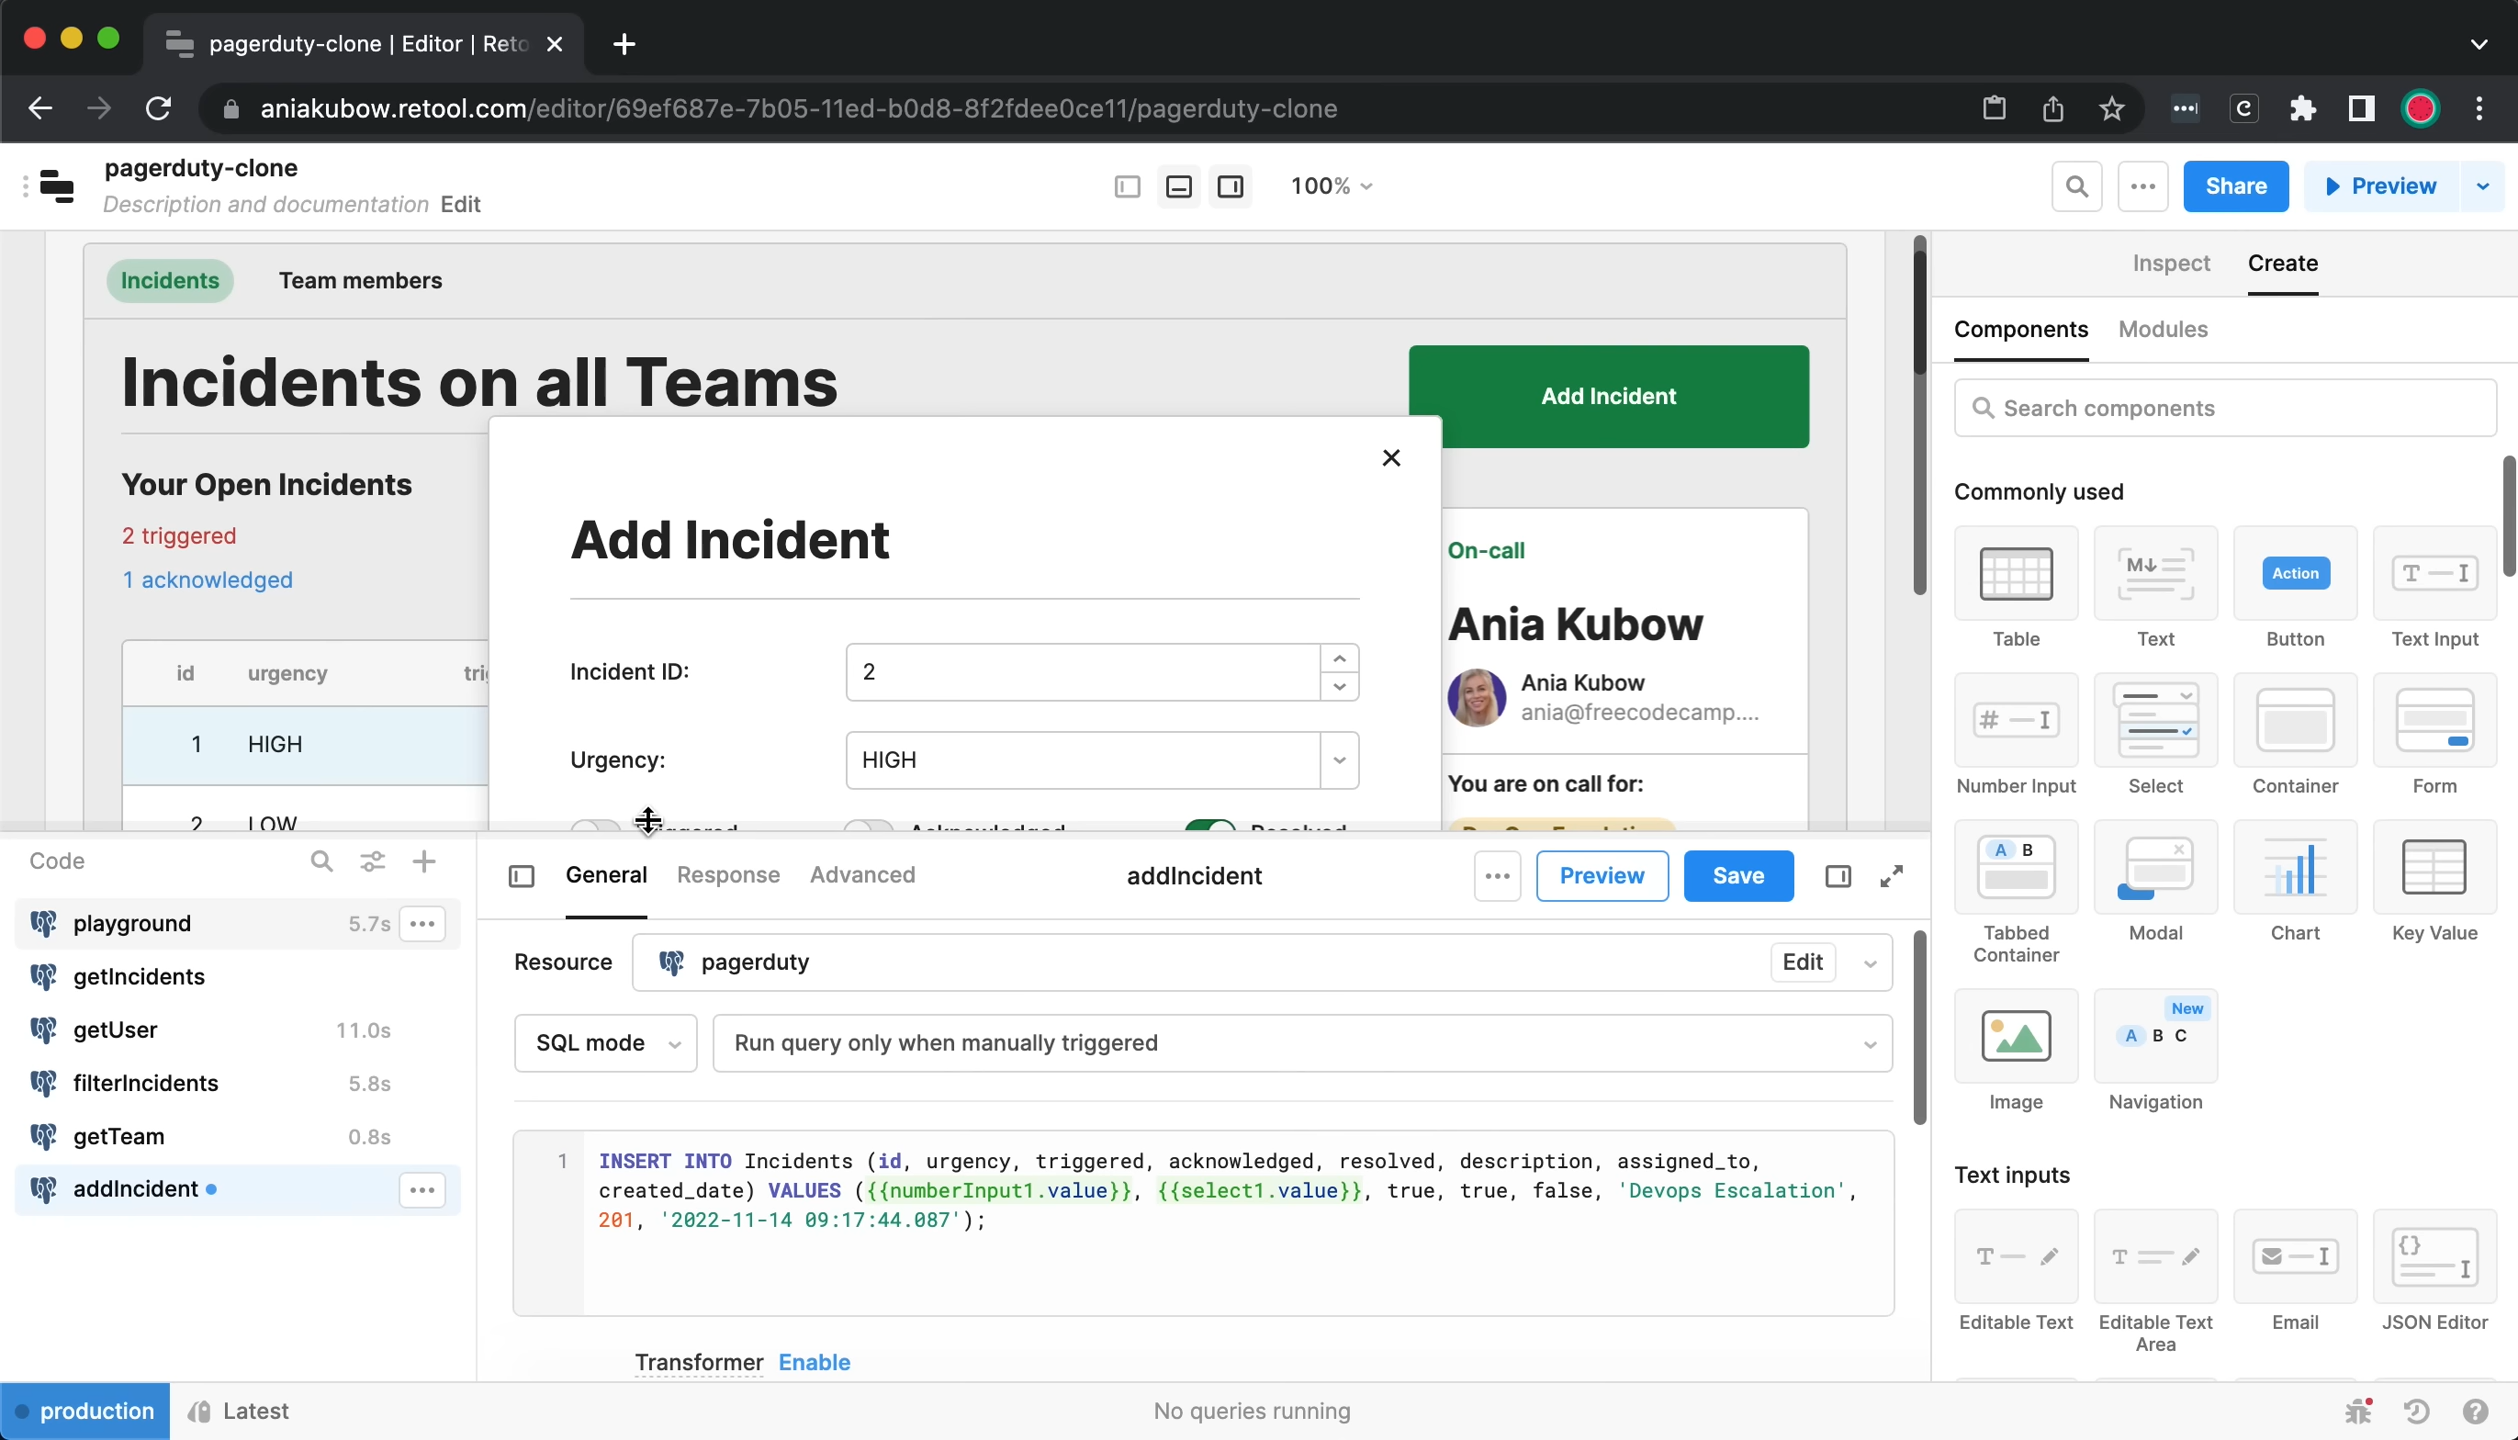 pagerduty-clone | Editor | Reto
aniakubow.retool.com/editor/69ef687e-7b05-11ed-b0d8-8f2fdee0ce11/pagerduty-clone
pagerduty-clone
Description and documentation Edit
100%
Share
Preview
Incidents
Team members
Incidents on all Teams
Add Incident
Your Open Incidents
2 triggered
1 acknowledged
id urgency tri
1 HIGH
2 LOW
Add Incident
Incident ID:
2
Urgency:
HIGH
Acknowledged
Resolved
On-call
Ania Kubow
Ania Kubow
ania@freecodecamp....
You are on call for:
Inspect
Create
Components
Modules
Search components
Commonly used
Table
M
Text
Action
Button
T I
Text Input
# I
Number Input
Select
Container
Form
A B
Tabbed
Container
Modal
Chart
Key Value
Image
New
A B C
Navigation
Text inputs
T
Editable Text
T
Editable Text
Area
I
Email
{} I
JSON Editor
Code
playground 5.7s
getIncidents
getUser 11.0s
filterIncidents 5.8s
getTeam 0.8s
addIncident
General
Response
Advanced
addIncident
Preview
Save
Resource
pagerduty
Edit
SQL mode
Run query only when manually triggered
1 INSERT INTO Incidents (id, urgency, triggered, acknowledged, resolved, description, assigned_to,
created_date) VALUES ({{numberInput1.value}}, {{select1.value}}, true, true, false, 'Devops Escalation',
201, '2022-11-14 09:17:44.087');
Transformer Enable
production
Latest
No queries running